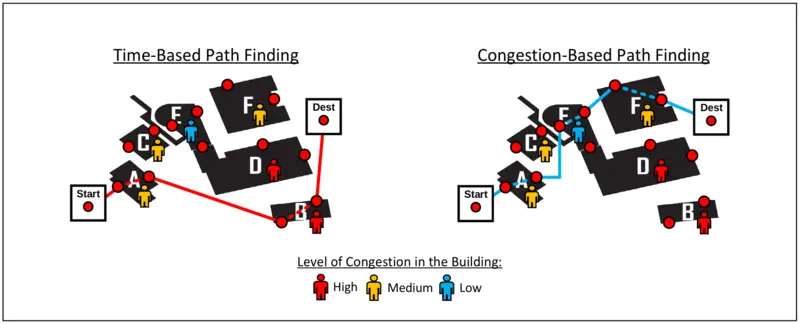 Time-Based Path Finding
F
E
Dest
C
D
A
Start
B
Congestion-Based Path Finding
F
E
Dest
C
D
A
Start
B
Level of Congestion in the Building:
High Medium Low